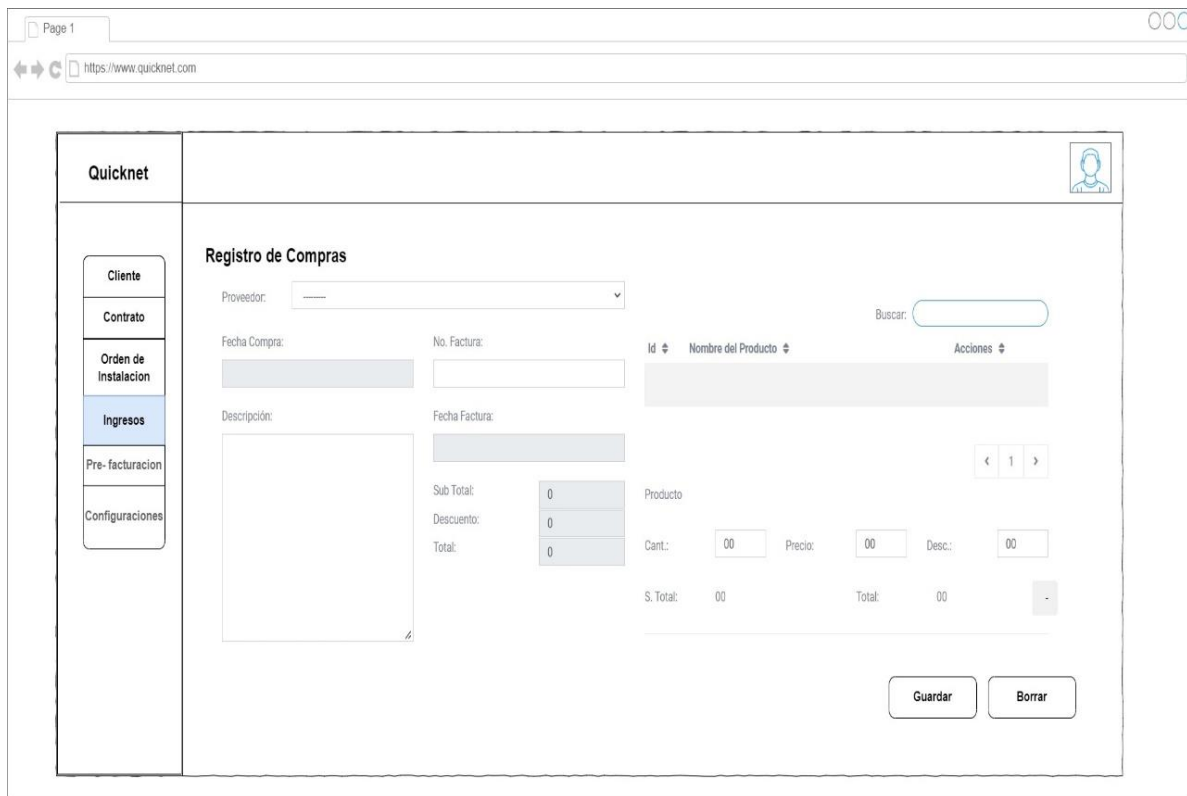 Page 1
https://www.quicknet.com
Quicknet
Cliente
Contrato
Orden de
Instalacion
Ingresos
Pre- facturacion
Configuraciones
Registro de Compras
Proveedor: --------
Fecha Compra:
No. Factura:
Descripción:
Fecha Factura:
Sub Total: 0
Descuento: 0
Total: 0
Buscar:
Id Nombre del Producto Acciones
‹ 1 ›
Producto
Cant.: 00 Precio: 00 Desc.: 00
S. Total: 00 Total: 00 -
Guardar Borrar